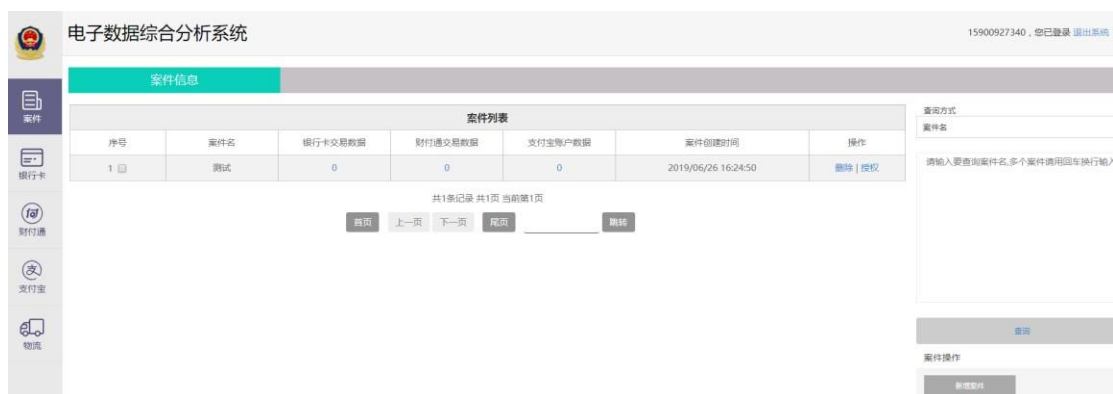 电子数据综合分析系统
15900927340，您已登录 退出系统
案件信息
案件
银行卡
财付通
支付宝
物流
案件列表
序号 案件名 银行卡交易数据 财付通交易数据 支付宝账户数据 案件创建时间 操作
1 测试 0 0 0 2019/06/26 16:24:50 删除 | 授权
共1条记录 共1页 当前第1页
首页 上一页 下一页 尾页 跳转
查询方式
案件名
请输入要查询案件名,多个案件请用回车换行输入
查询
案件操作
新增案件